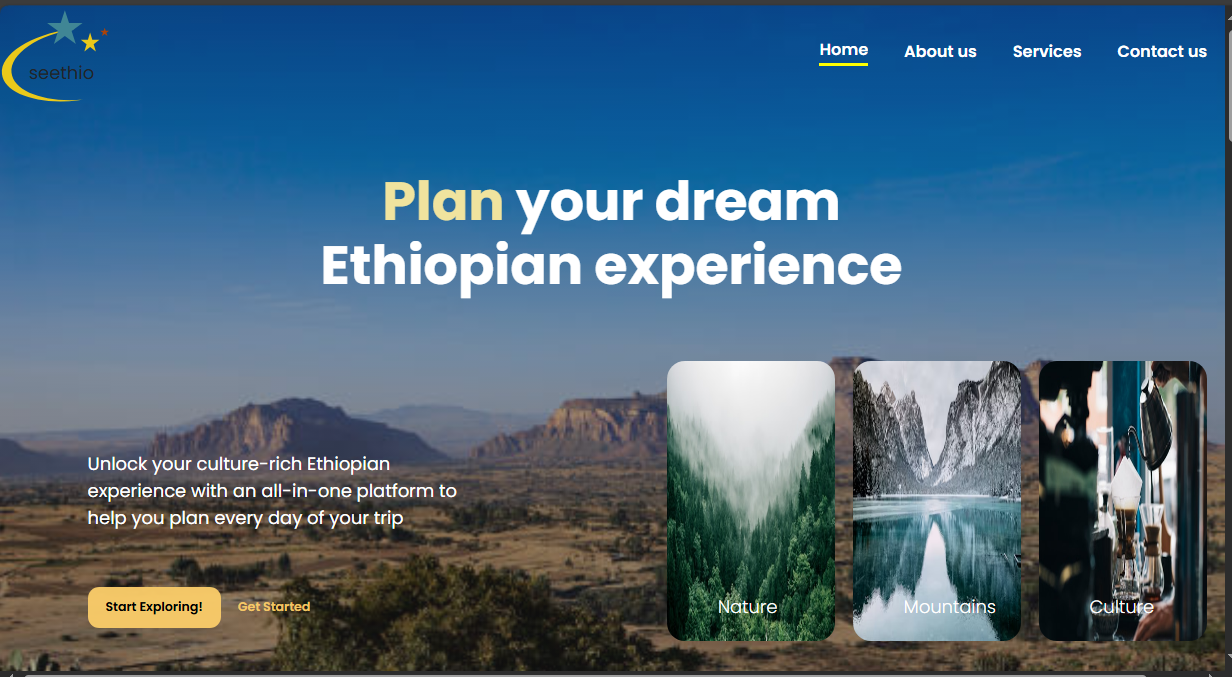 seethio
Home About us Services Contact us
Plan your dream
Ethiopian experience
Unlock your culture-rich Ethiopian
experience with an all-in-one platform to
help you plan every day of your trip
Start Exploring! Get Started
Nature Mountains Culture